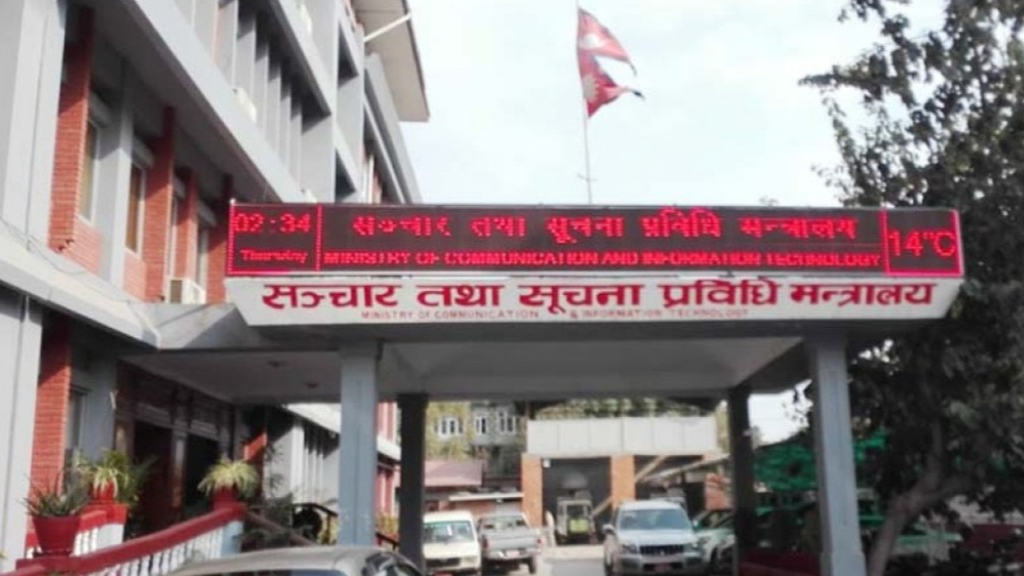 02:34 सञ्चार तथा सूचना प्रविधि मन्त्रालय 14°C
Thursday MINISTRY OF COMMUNICATION AND INFORMATION TECHNOLOGY
सञ्चार तथा सूचना प्रविधि मन्त्रालय
MINISTRY OF COMMUNICATION & INFORMATION TECHNOLOGY